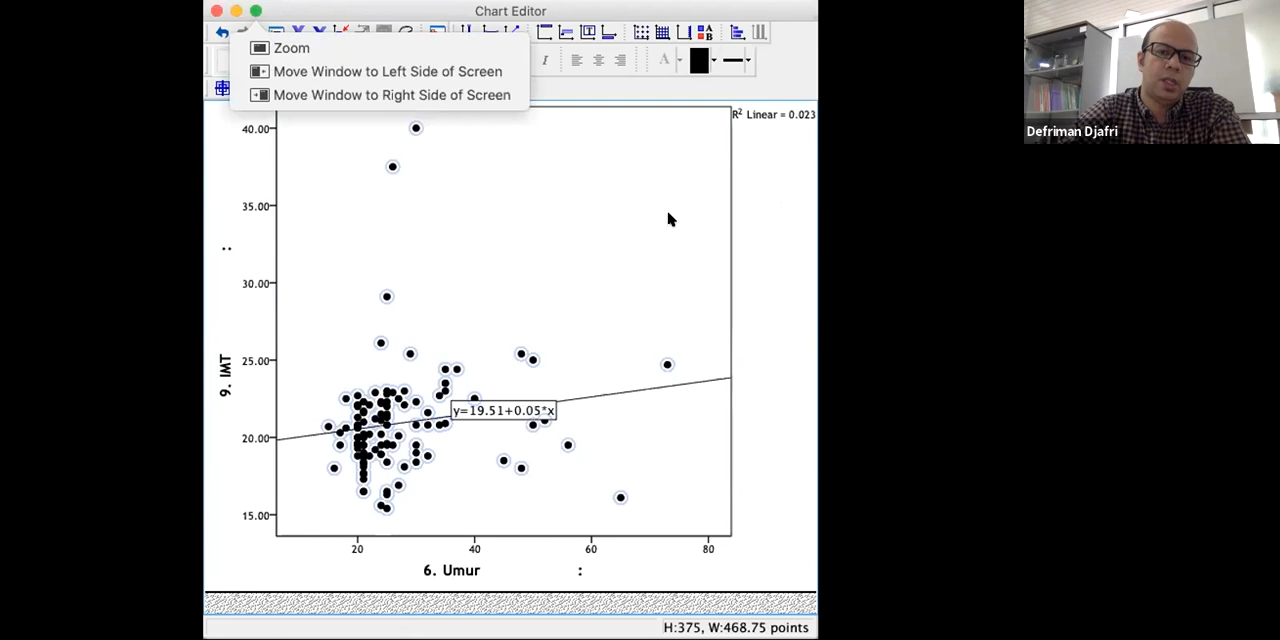 Chart Editor
Zoom
Move Window to Left Side of Screen
Move Window to Right Side of Screen
I
A
A
B
R² Linear = 0.023
Defriman Djafri
40.00
35.00
30.00
25.00
20.00
15.00
9. IMT :
y=19.51+0.05*x
20 40 60 80
6. Umur :
H:375, W:468.75 points